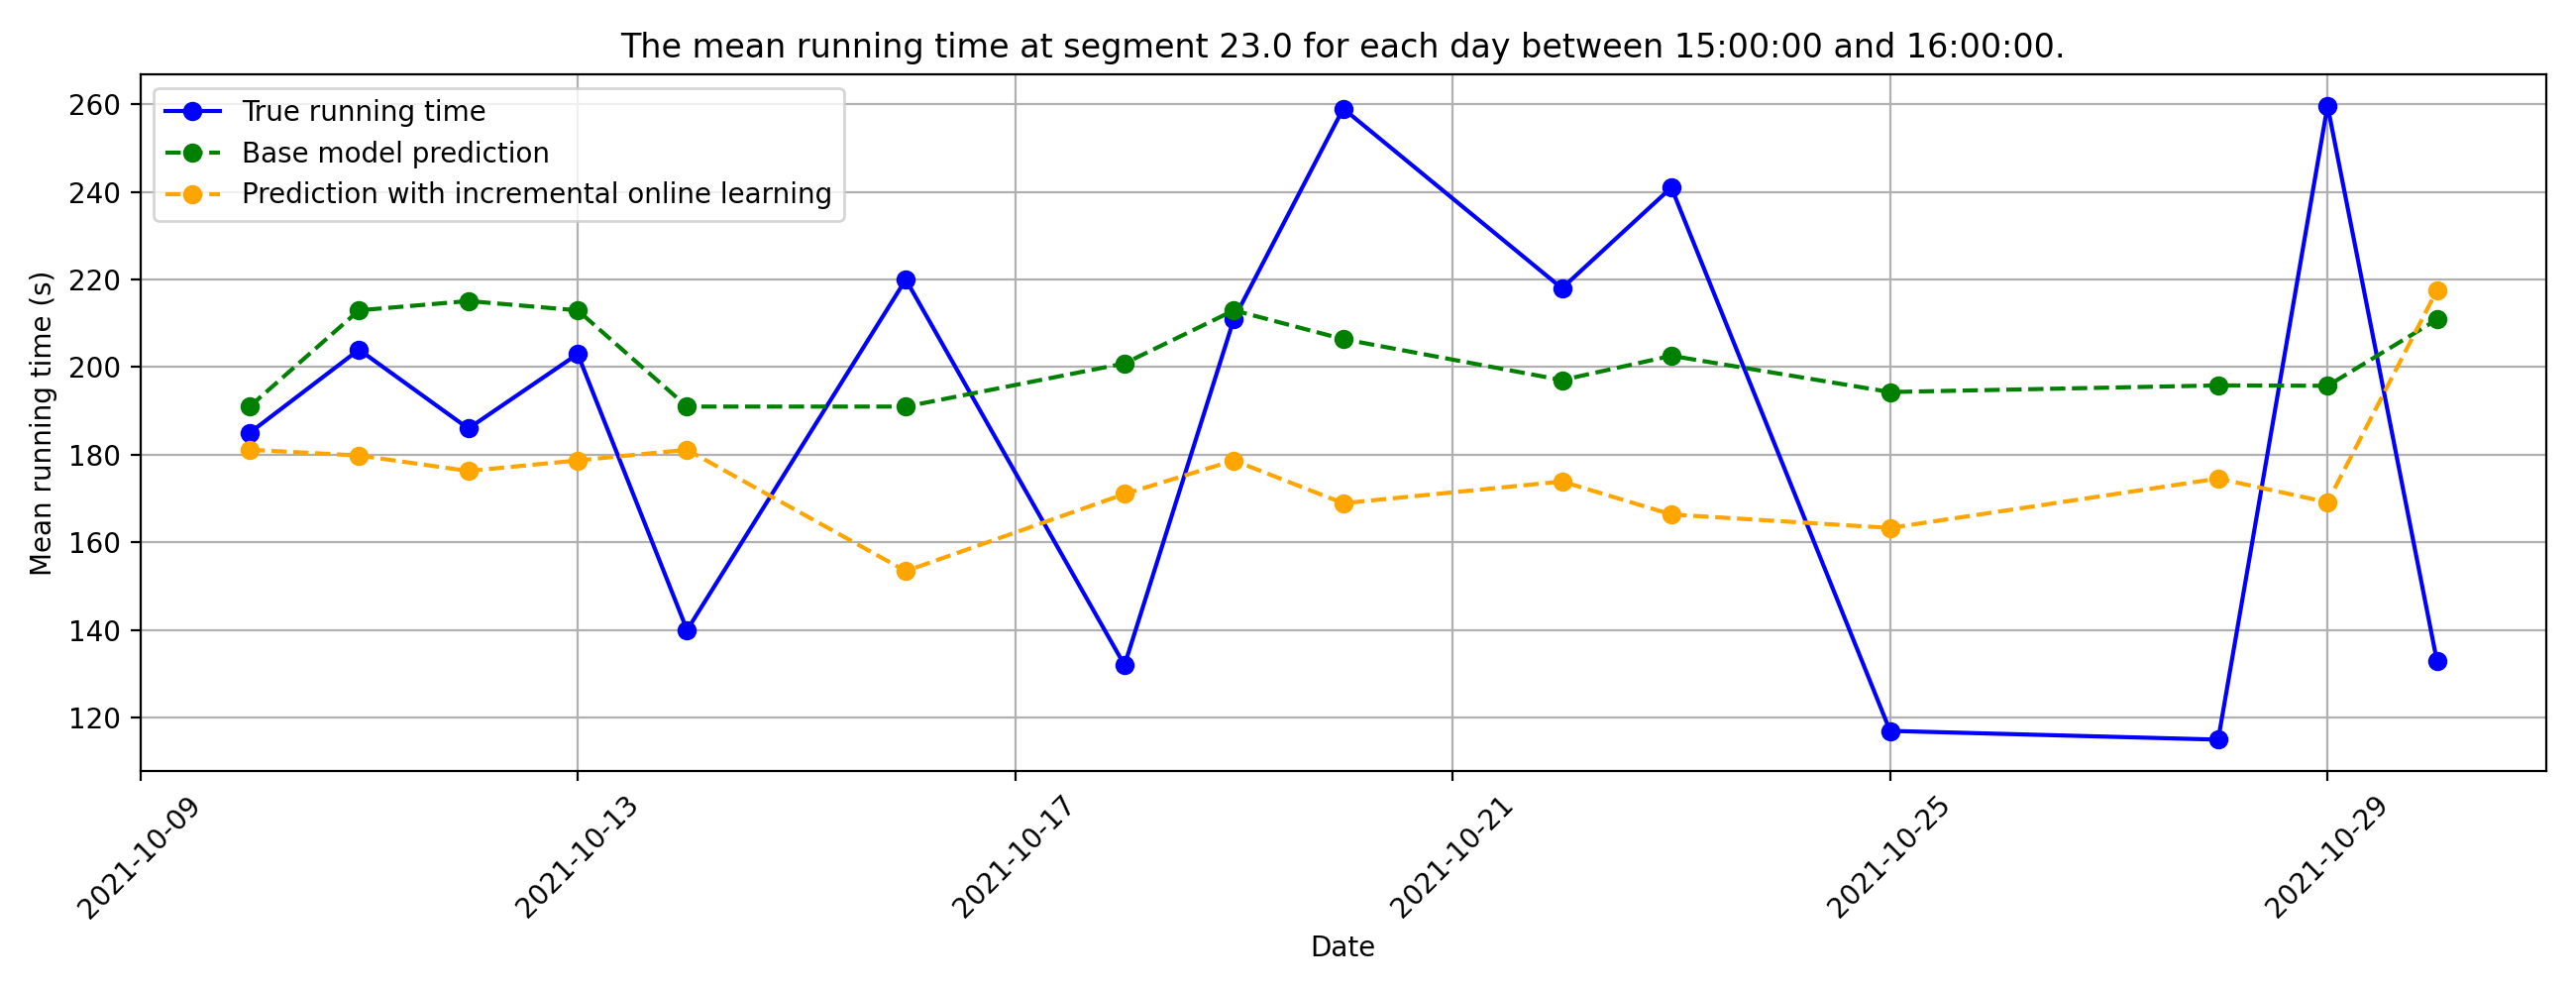 The mean running time at segment 23.0 for each day between 15:00:00 and 16:00:00.
True running time
Base model prediction
Prediction with incremental online learning
Mean running time (s)
260
240
220
200
180
160
140
120
2021-10-09
2021-10-13
2021-10-17
2021-10-21
2021-10-25
2021-10-29
Date